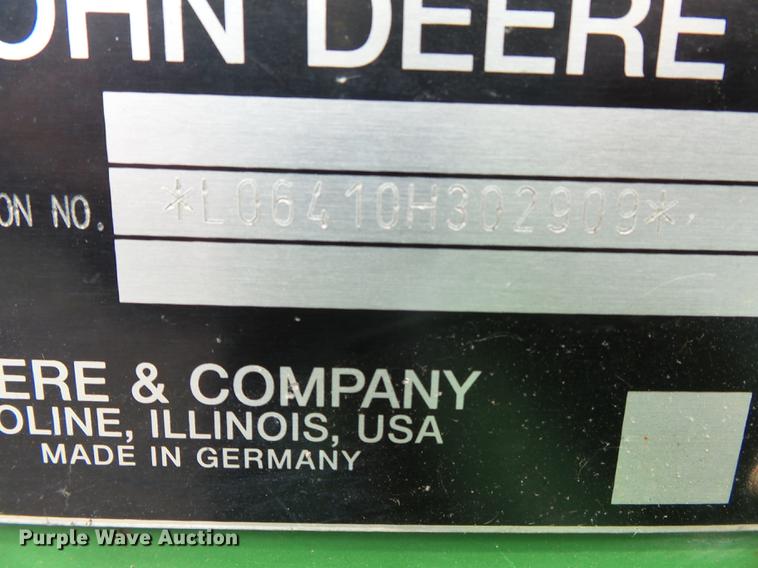 OHN DEERE
ON NO. *L06410H302909*
ERE & COMPANY
OLINE, ILLINOIS, USA
MADE IN GERMANY
Purple Wave Auction